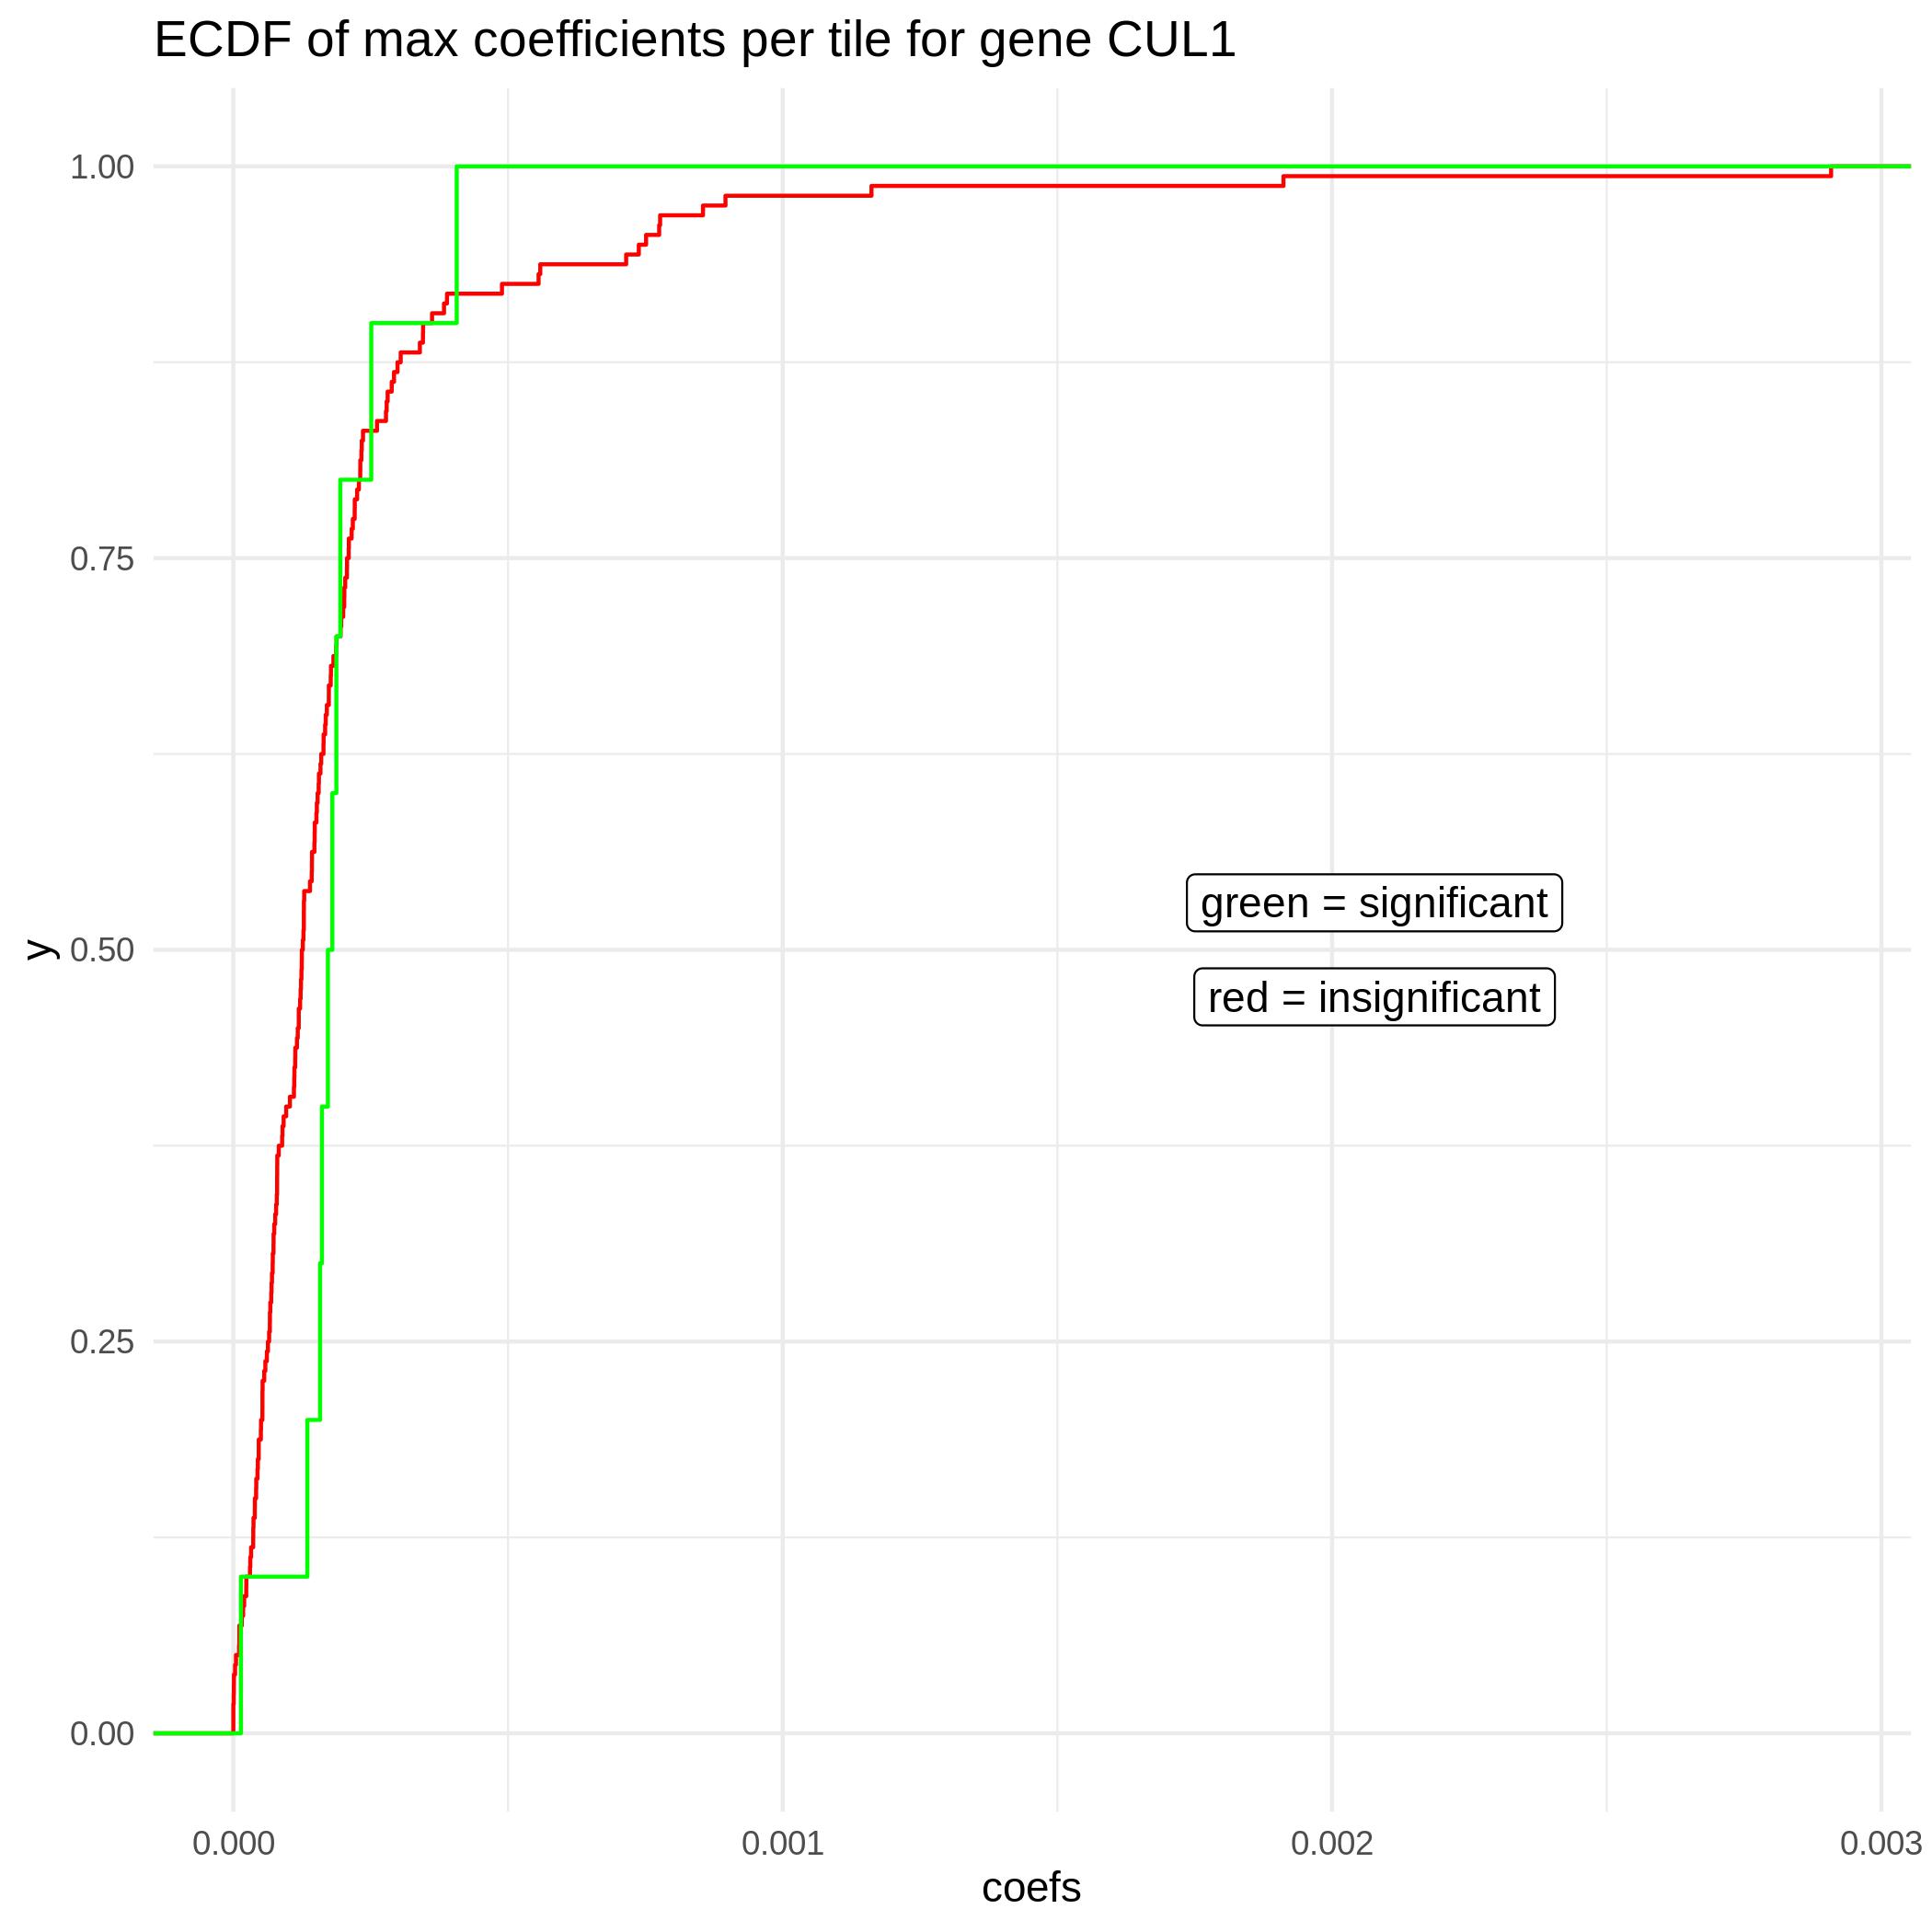 ECDF of max coefficients per tile for gene CUL1
1.00
0.75
0.50
0.25
0.00
y
green = significant
red = insignificant
0.000 0.001 0.002 0.003
coefs